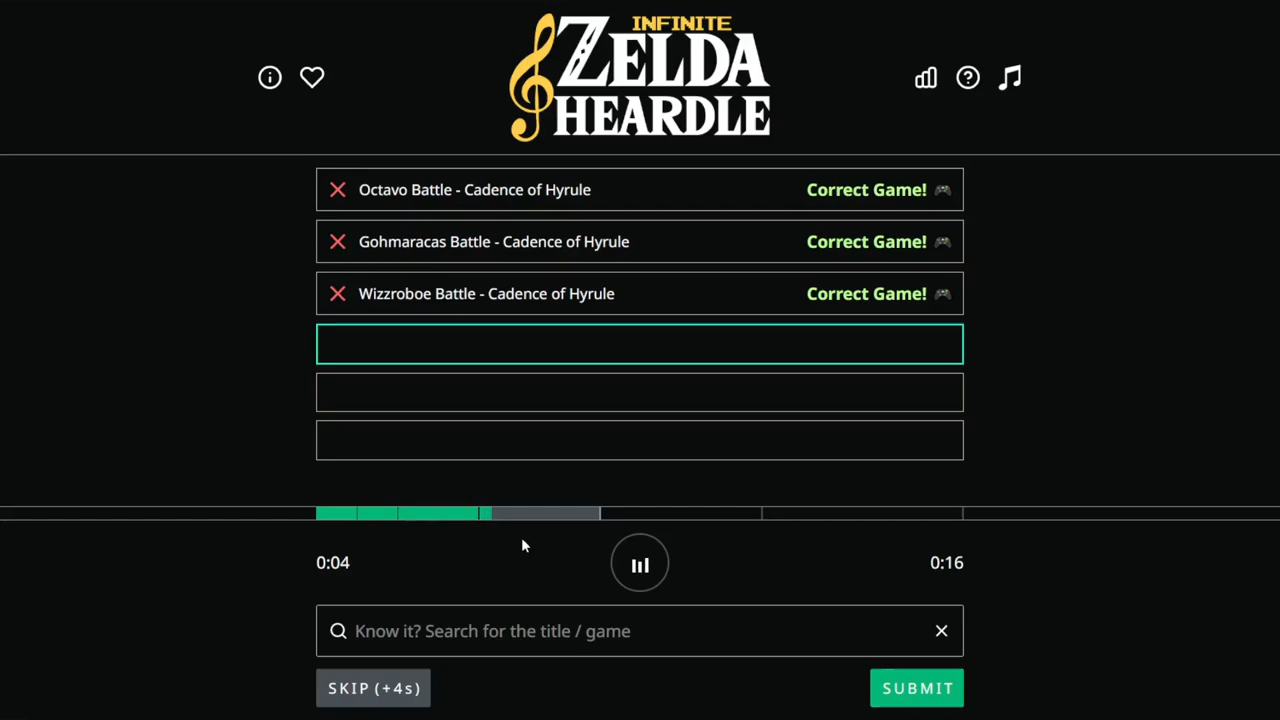 INFINITE
ZELDA
HEARDLE
Octavo Battle - Cadence of Hyrule Correct Game!
Gohmaracas Battle - Cadence of Hyrule Correct Game!
Wizzroboe Battle - Cadence of Hyrule Correct Game!
0:04 0:16
Know it? Search for the title / game
SKIP (+4s) SUBMIT